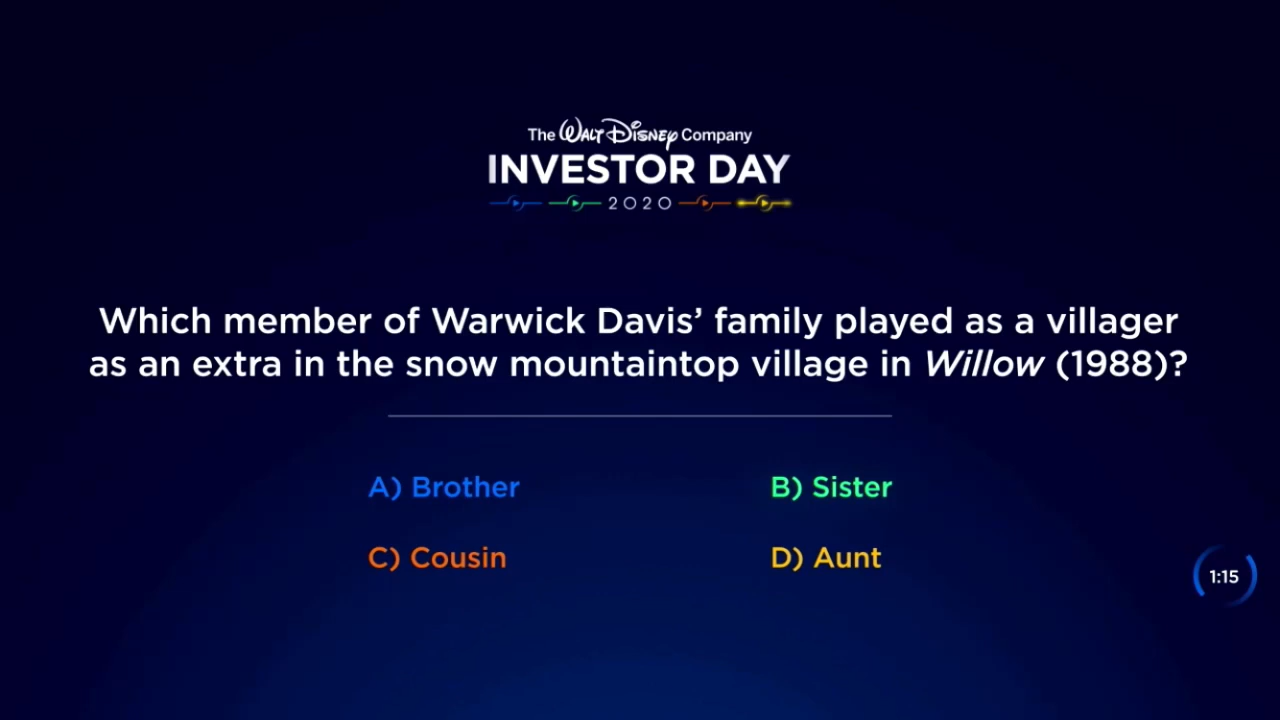 The WALT DISNEY Company
INVESTOR DAY
2020
Which member of Warwick Davis’ family played as a villager
as an extra in the snow mountaintop village in Willow (1988)?
A) Brother
B) Sister
C) Cousin
D) Aunt
1:15